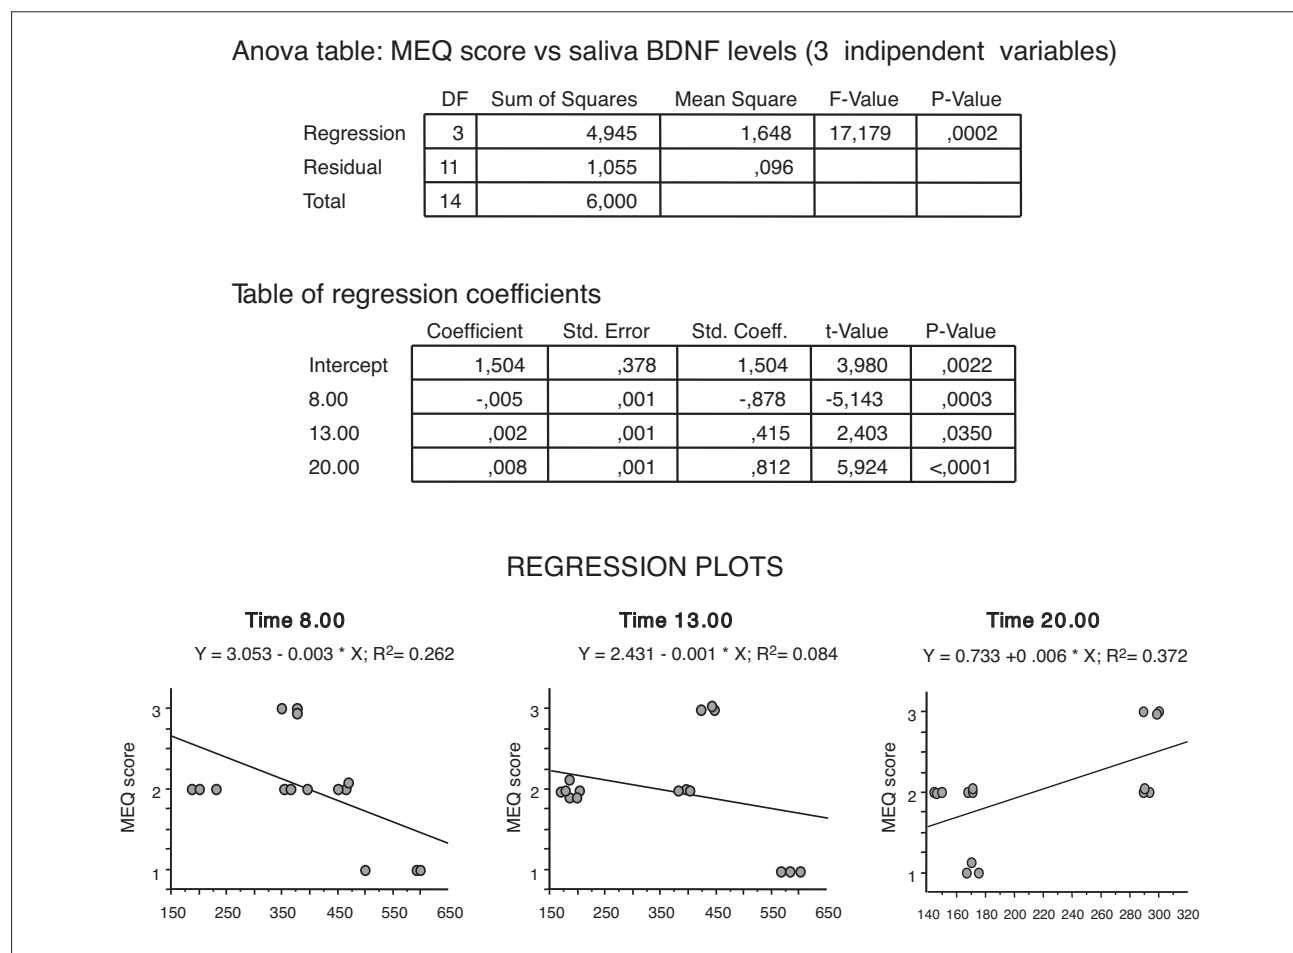 Anova table: MEQ score vs saliva BDNF levels (3 indipendent variables)
DF Sum of Squares Mean Square F-Value P-Value
Regression 3 4,945 1,648 17,179 ,0002
Residual 11 1,055 ,096
Total 14 6,000
Table of regression coefficients
Coefficient Std. Error Std. Coeff. t-Value P-Value
Intercept 1,504 ,378 1,504 3,980 ,0022
8.00 -,005 ,001 -,878 -5,143 ,0003
13.00 ,002 ,001 ,415 2,403 ,0350
20.00 ,008 ,001 ,812 5,924 <,0001
REGRESSION PLOTS
Time 8.00
Y = 3.053 - 0.003 * X; R²= 0.262
MEQ score
3
2
1
150 250 350 450 550 650
Time 13.00
Y = 2.431 - 0.001 * X; R²= 0.084
MEQ score
3
2
1
150 250 350 450 550 650
Time 20.00
Y = 0.733 +0 .006 * X; R²= 0.372
MEQ score
3
2
1
140 160 180 200 220 240 260 280 300 320